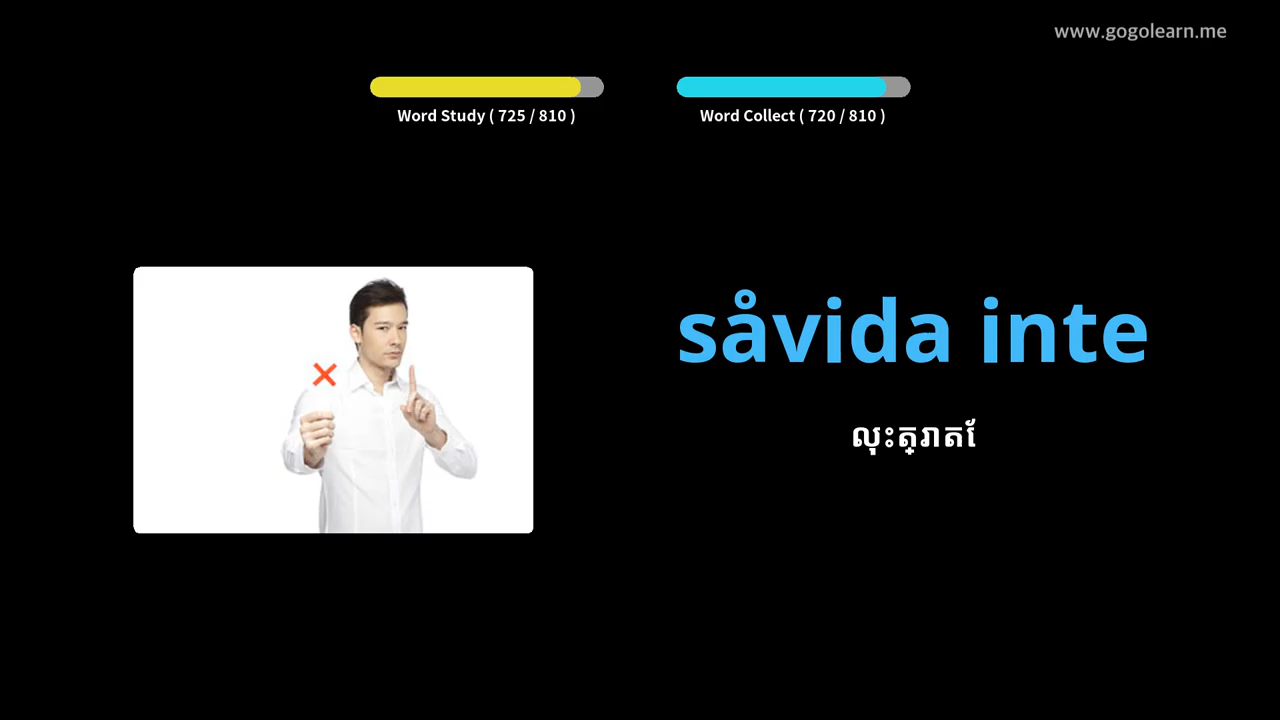 www.gogolearn.me
Word Study ( 725 / 810 )
Word Collect ( 720 / 810 )
såvida inte
លុះត្រាតែ